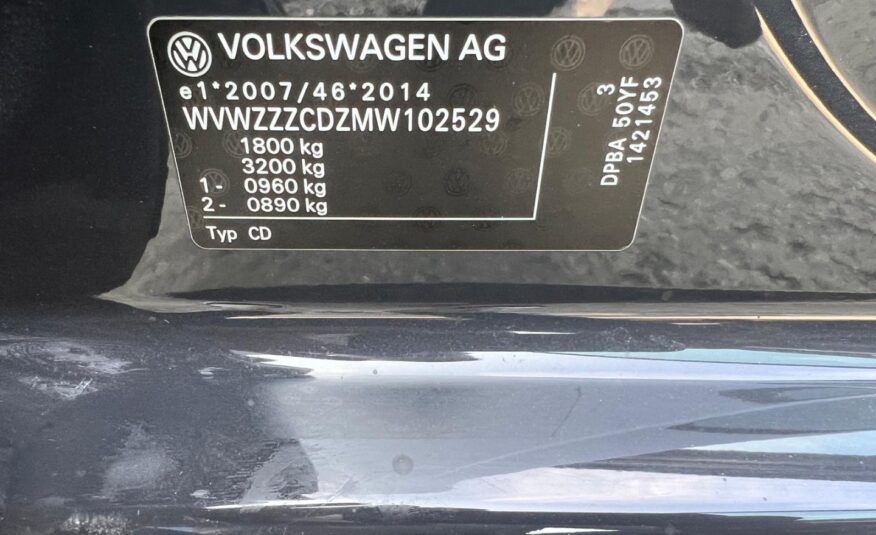 VOLKSWAGEN AG
e1*2007/46*2014
WVWZZZCDZMW102529
1800 kg
3200 kg
1- 0960 kg
2- 0890 kg
Typ CD
3
DPBA 50YF
1421453